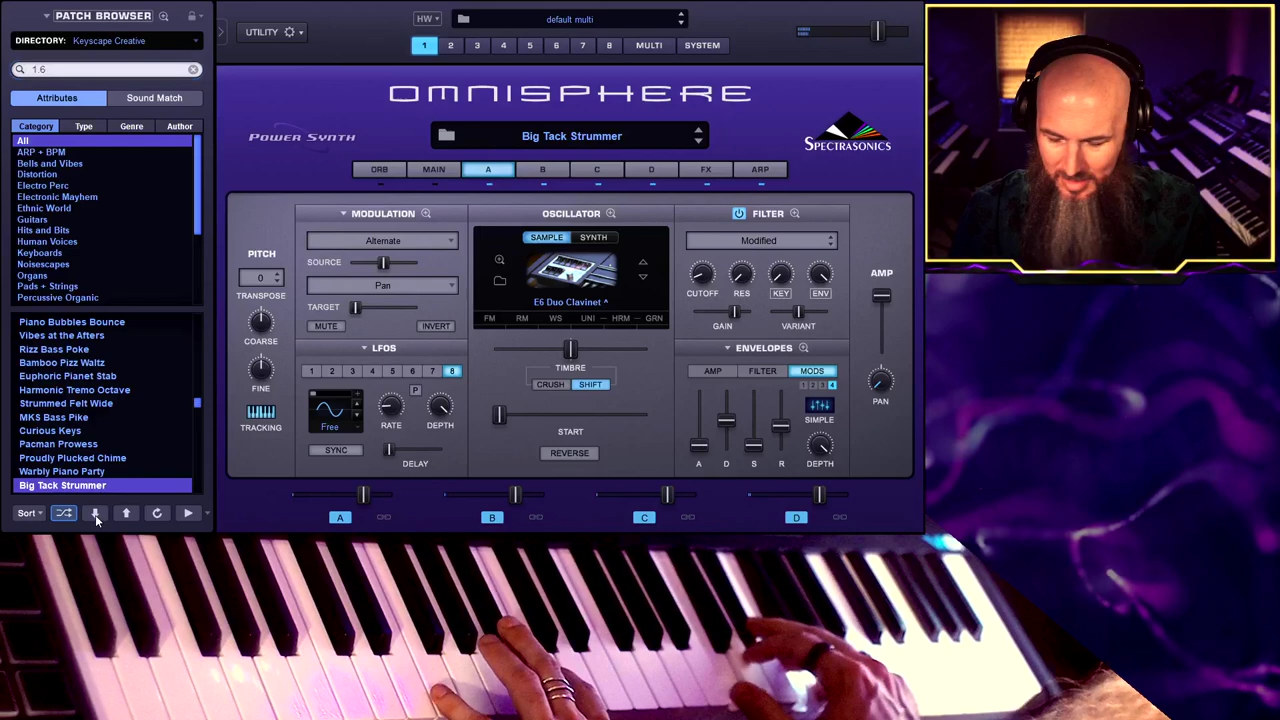 PATCH BROWSER
DIRECTORY: Keyscape Creative
1.6
Attributes Sound Match
Category Type Genre Author
All
ARP + BPM
Bells and Vibes
Distortion
Electro Perc
Electronic Mayhem
Ethnic World
Guitars
Hits and Bits
Human Voices
Keyboards
Noisescapes
Organs
Pads + Strings
Percussive Organic
Piano Bubbles Bounce
Vibes at the Afters
Rizz Bass Poke
Bamboo Pizz Waltz
Euphoric Planet Stab
Harmonic Tremo Octave
Strummed Felt Wide
MKS Bass Pike
Curious Keys
Pacman Prowess
Proudly Plucked Chime
Warbly Piano Party
Big Tack Strummer
Sort
UTILITY
HW
default multi
1 2 3 4 5 6 7 8 MULTI SYSTEM
OMNISPHERE
POWER SYNTH
Big Tack Strummer
SPECTRASONICS
ORB MAIN A B C D FX ARP
PITCH
0
TRANSPOSE
COARSE
FINE
TRACKING
MODULATION
Alternate
SOURCE
Pan
TARGET
MUTE INVERT
LFOS
1 2 3 4 5 6 7 8
P
Free
RATE DEPTH
SYNC
DELAY
OSCILLATOR
SAMPLE SYNTH
E6 Duo Clavinet ^
FM RM WS UNI HRM GRN
TIMBRE
CRUSH SHIFT
START
REVERSE
FILTER
Modified
CUTOFF RES KEY ENV
GAIN VARIANT
ENVELOPES
AMP FILTER MODS
1 2 3 4
SIMPLE
A D S R DEPTH
AMP
PAN
A B C D